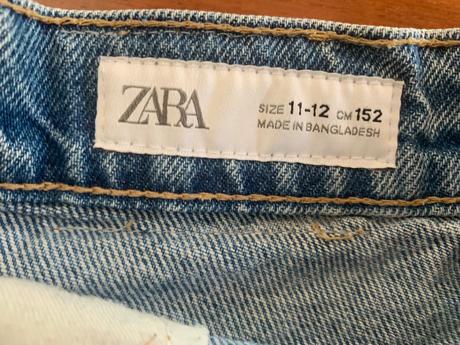 ZARA
SIZE 11-12 CM 152
MADE IN BANGLADESH